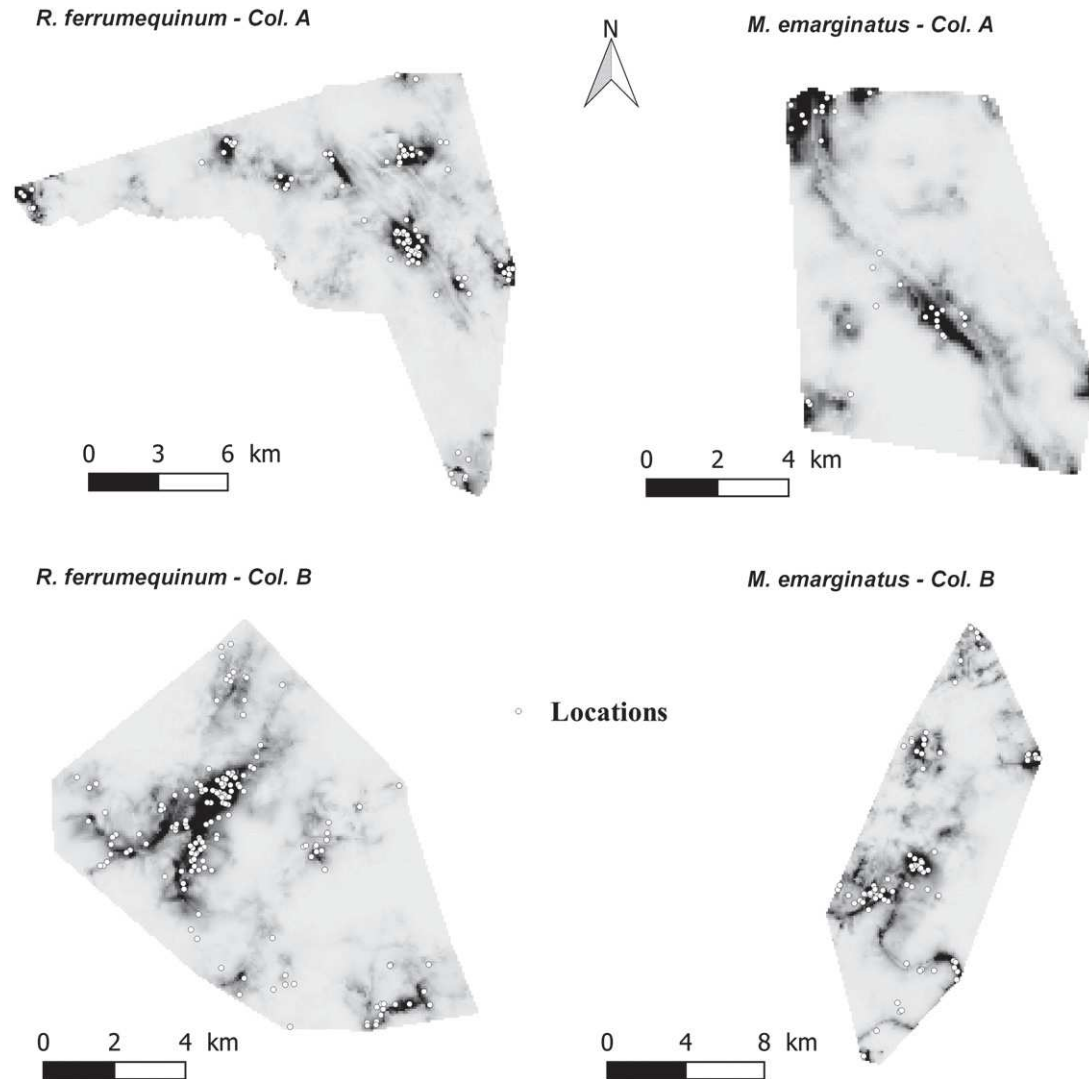 R. ferrumequinum - Col. A
M. emarginatus - Col. A
N
0 3 6 km
0 2 4 km
R. ferrumequinum - Col. B
M. emarginatus - Col. B
Locations
0 2 4 km
0 4 8 km